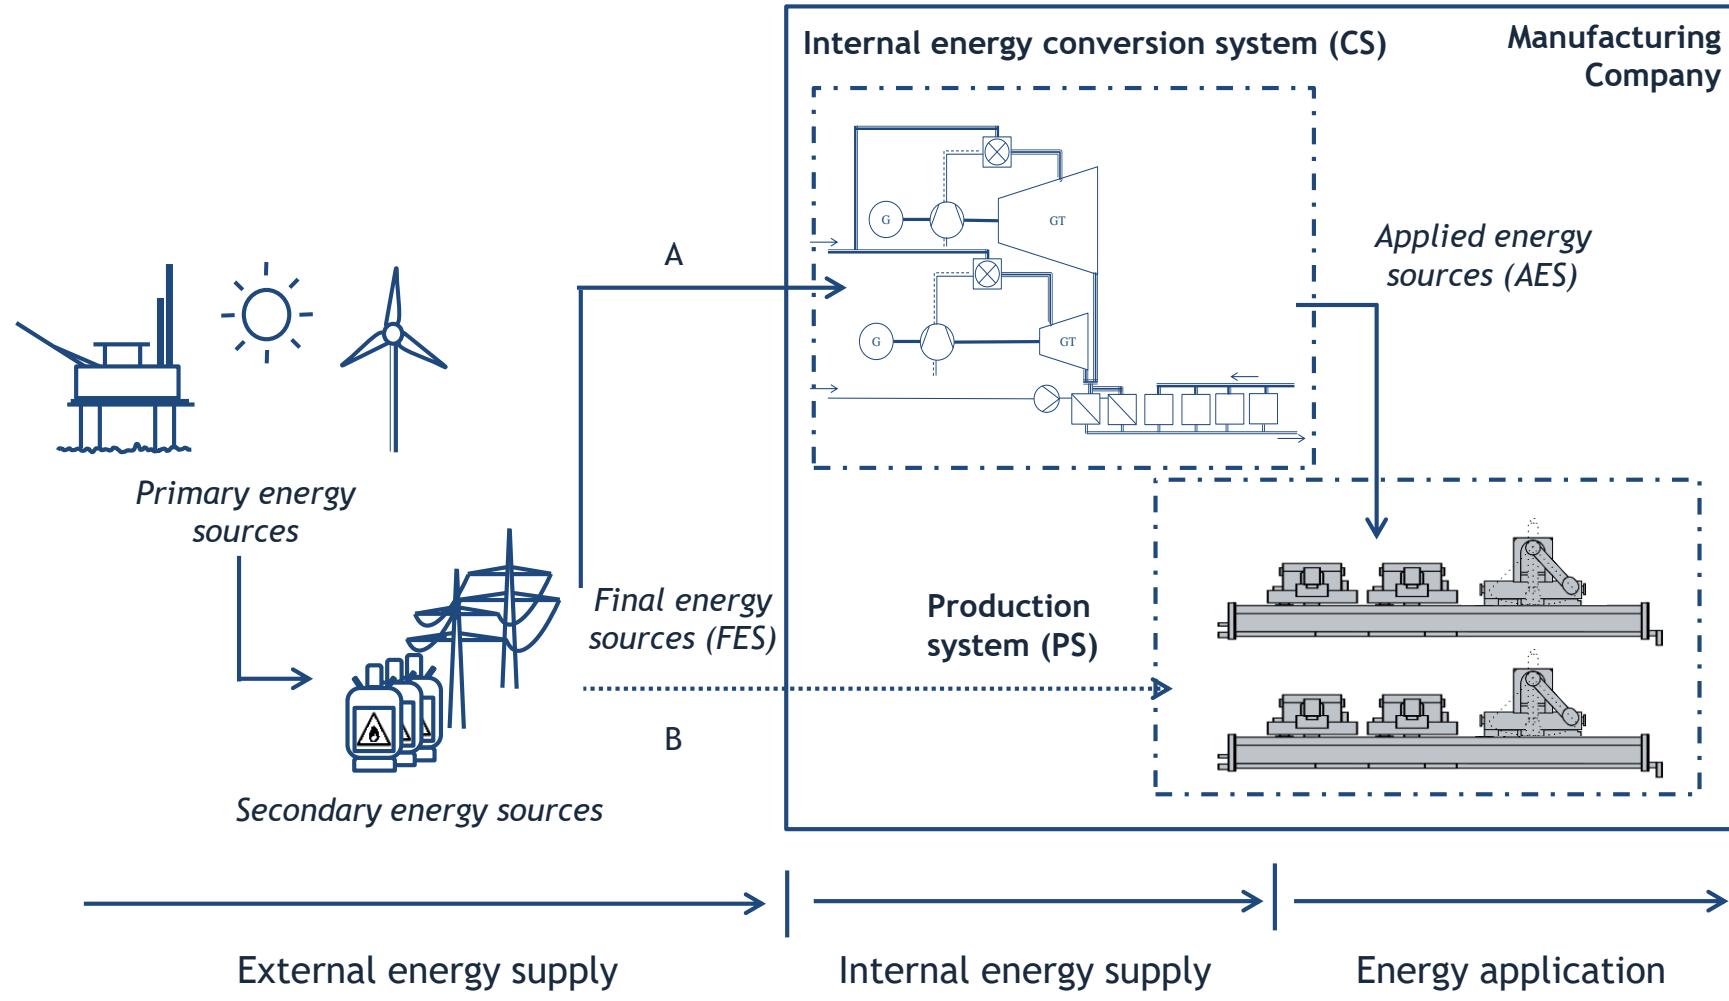 Internal energy conversion system (CS)
Manufacturing
Company
G
GT
G
GT
A
Applied energy
sources (AES)
Primary energy
sources
Final energy
sources (FES)
Production
system (PS)
B
Secondary energy sources
External energy supply
Internal energy supply
Energy application